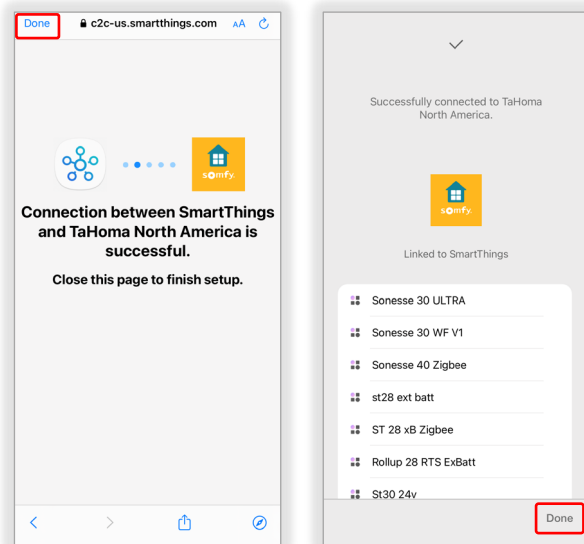 Done
c2c-us.smartthings.com AA
somfy.
Connection between SmartThings
and TaHoma North America is
successful.
Close this page to finish setup.
Successfully connected to TaHoma
North America.
somfy.
Linked to SmartThings
Sonesse 30 ULTRA
Sonesse 30 WF V1
Sonesse 40 Zigbee
st28 ext batt
ST 28 xB Zigbee
Rollup 28 RTS ExBatt
St30 24v
Done